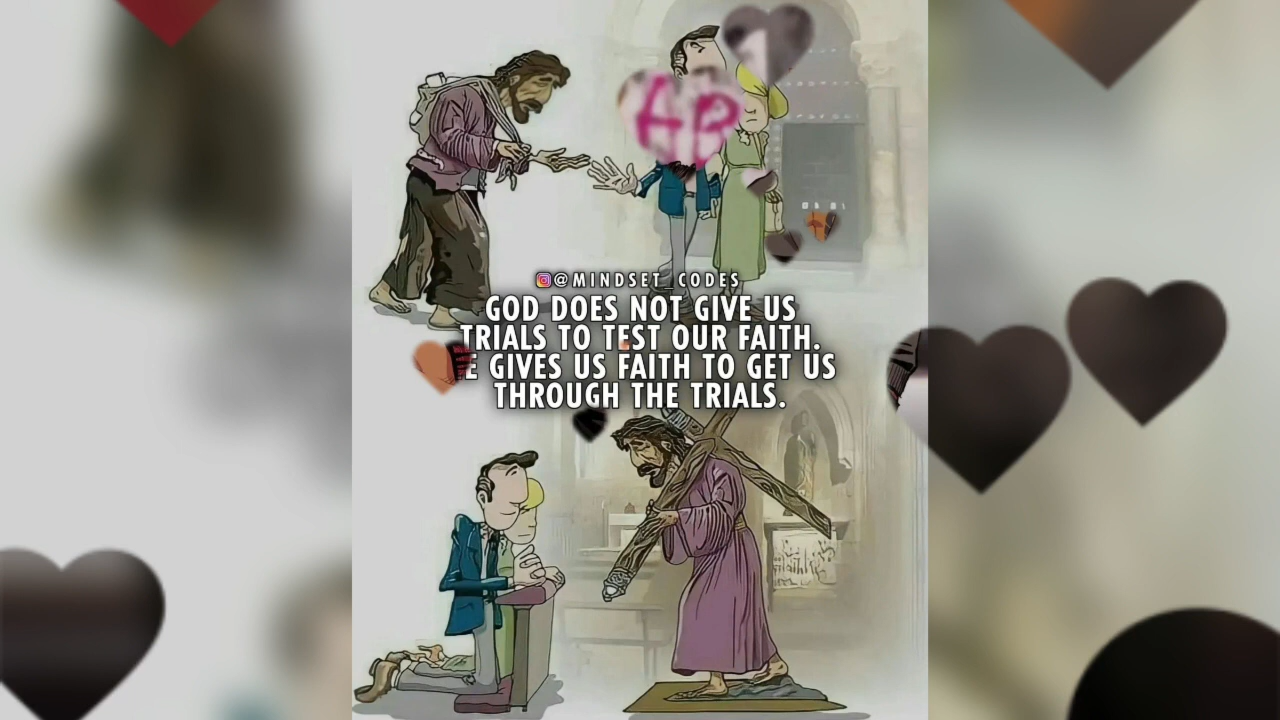 @MINDSET_CODES
GOD DOES NOT GIVE US
TRIALS TO TEST OUR FAITH.
GIVES US FAITH TO GET US
THROUGH THE TRIALS.